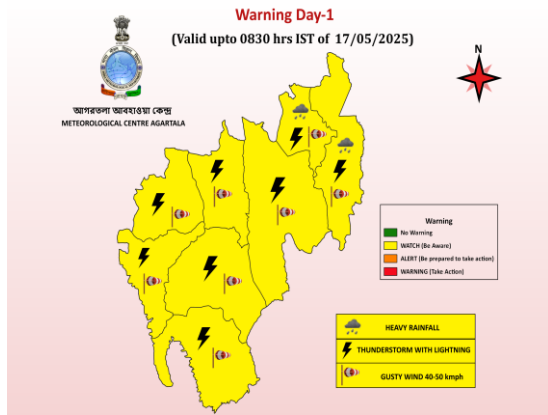 Warning Day-1
(Valid upto 0830 hrs IST of 17/05/2025)
N
আগরতলা আবহাওয়া কেন্দ্র
METEOROLOGICAL CENTRE AGARTALA
Warning
No Warning
WATCH (Be Aware)
ALERT (Be prepared to take action)
WARNING (Take Action)
HEAVY RAINFALL
THUNDERSTORM WITH LIGHTNING
GUSTY WIND 40-50 kmph